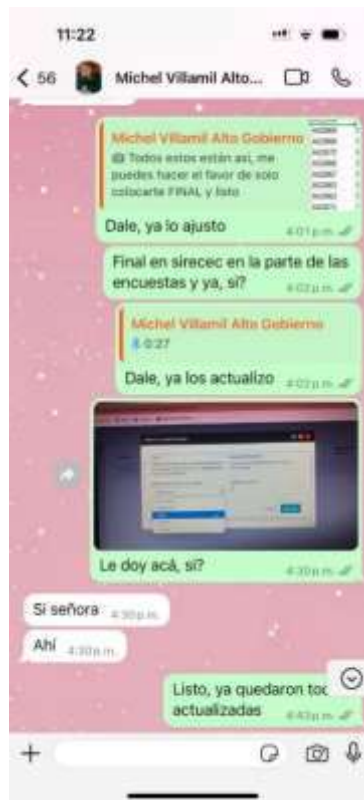 11:22
56
Michel Villamil Alto...
Michel Villamil Alto Gobierno
Todos estos están así, me
puedes hacer el favor de solo
colocarle FINAL y listo
Dale, ya lo ajusto
4:01 p.m.
Final en sirecec en la parte de las
encuestas y ya, si?
4:02 p.m.
Michel Villamil Alto Gobierno
0:27
Dale, ya los actualizo
4:02 p.m.
Le doy acá, si?
4:30 p.m.
Si señora
4:30 p.m.
Ahí
4:30 p.m.
Listo, ya quedaron
actualizadas
4:43 p.m.